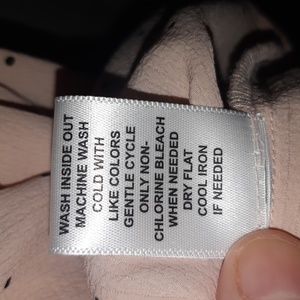 WASH INSIDE OUT
MACHINE WASH
COLD WITH
LIKE COLORS
GENTLE CYCLE
ONLY NON-
CHLORINE BLEACH
WHEN NEEDED
DRY FLAT
COOL IRON
IF NEEDED